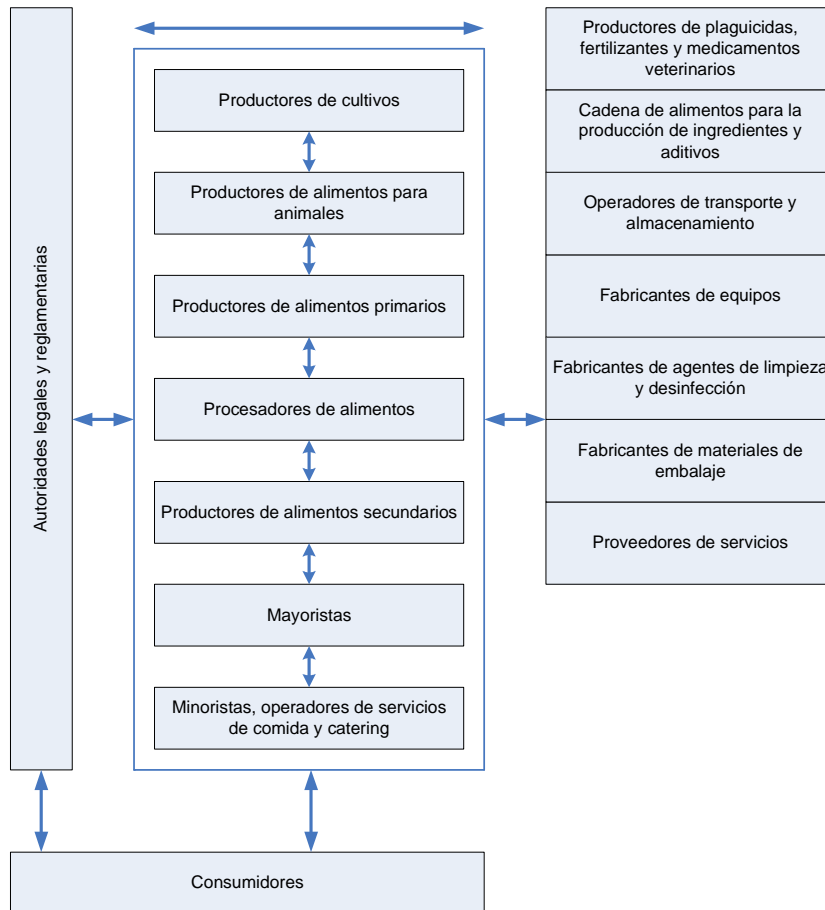 Autoridades legales y reglamentarias
Productores de cultivos
Productores de alimentos para
animales
Productores de alimentos primarios
Procesadores de alimentos
Productores de alimentos secundarios
Mayoristas
Minoristas, operadores de servicios
de comida y catering
Productores de plaguicidas,
fertilizantes y medicamentos
veterinarios
Cadena de alimentos para la
producción de ingredientes y
aditivos
Operadores de transporte y
almacenamiento
Fabricantes de equipos
Fabricantes de agentes de limpieza
y desinfección
Fabricantes de materiales de
embalaje
Proveedores de servicios
Consumidores